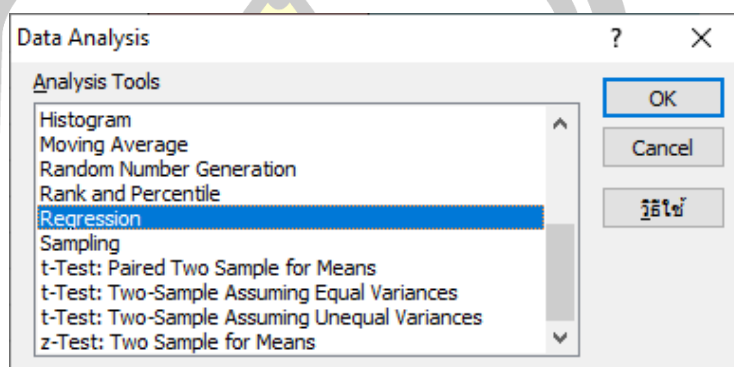 Data Analysis ? ×
Analysis Tools
Histogram
Moving Average
Random Number Generation
Rank and Percentile
Regression
Sampling
t-Test: Paired Two Sample for Means
t-Test: Two-Sample Assuming Equal Variances
t-Test: Two-Sample Assuming Unequal Variances
z-Test: Two Sample for Means
OK
Cancel
วิธีใช้